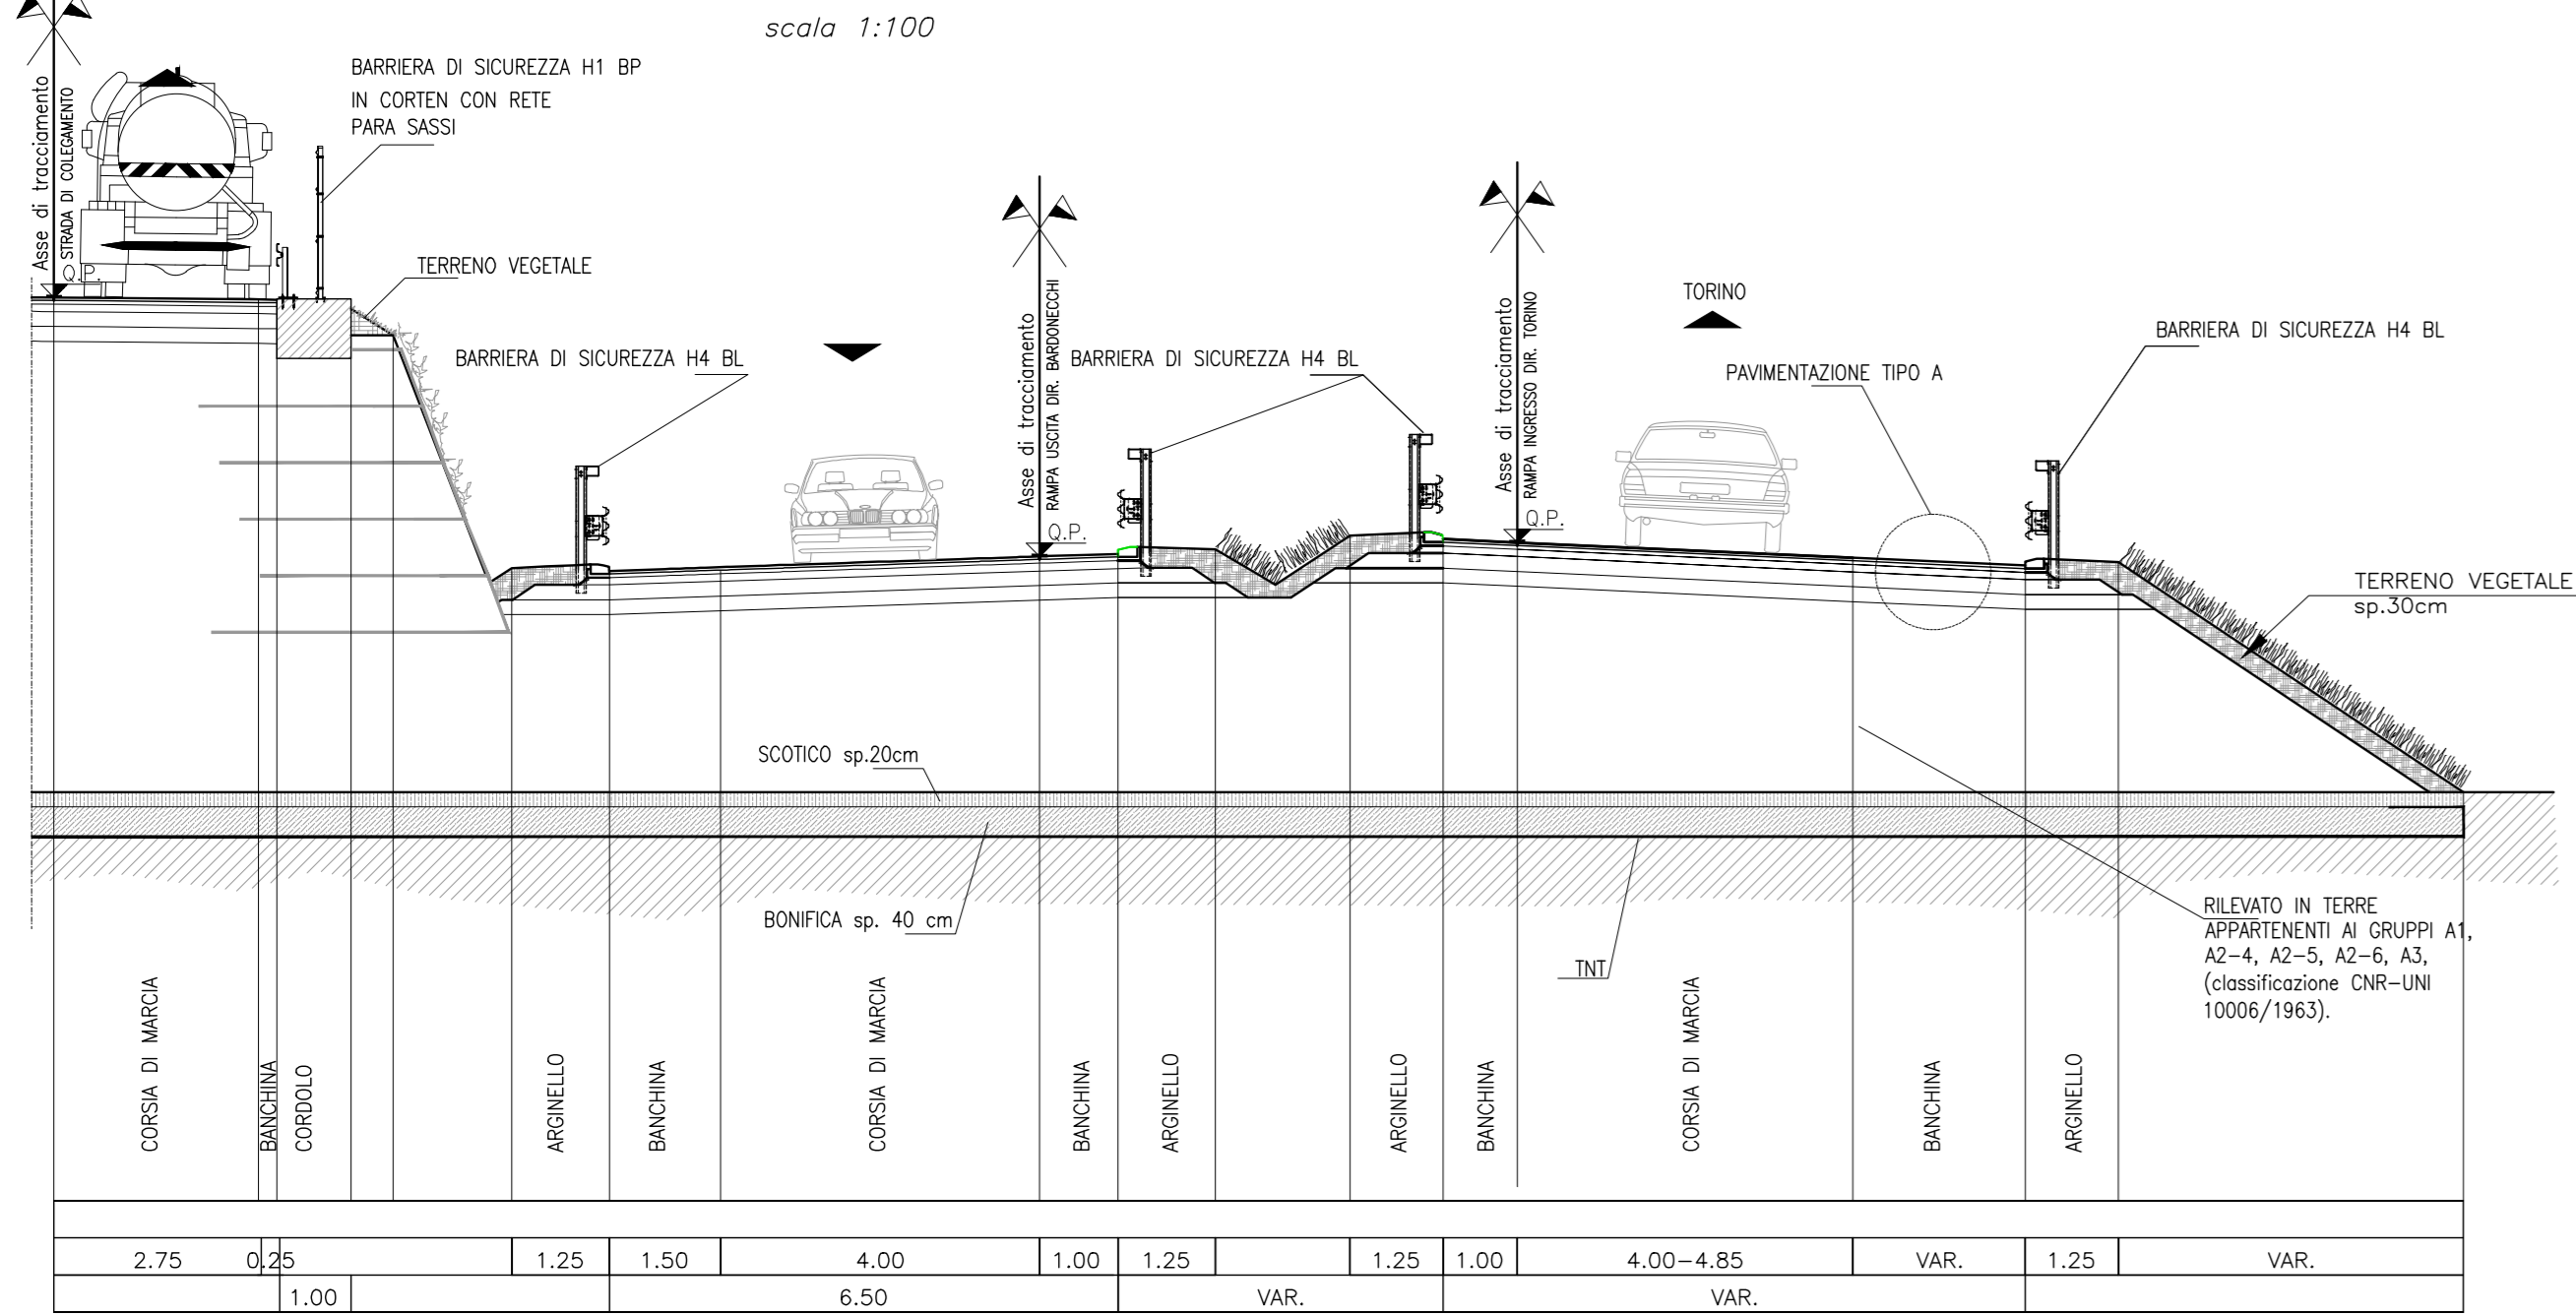 scala 1:100
BARRIERA DI SICUREZZA H1 BP
IN CORTEN CON RETE
PARA SASSI
Asse di tracciamento
STRADA DI COLEGAMENTO
Q.P.
TERRENO VEGETALE
BARRIERA DI SICUREZZA H4 BL
Asse di tracciamento
RAMPA USCITA DIR. BARDONECCHI
Q.P.
BARRIERA DI SICUREZZA H4 BL
Asse di tracciamento
RAMPA INGRESSO DIR. TORINO
Q.P.
TORINO
PAVIMENTAZIONE TIPO A
BARRIERA DI SICUREZZA H4 BL
TERRENO VEGETALE
sp.30cm
SCOTICO sp.20cm
BONIFICA sp. 40 cm
TNT
RILEVATO IN TERRE
APPARTENENTI AI GRUPPI A1,
A2-4, A2-5, A2-6, A3,
(classificazione CNR-UNI
10006/1963).
CORSIA DI MARCIA
BANCHINA
CORDOLO
ARGINELLO
BANCHINA
CORSIA DI MARCIA
BANCHINA
ARGINELLO
ARGINELLO
BANCHINA
CORSIA DI MARCIA
BANCHINA
ARGINELLO
2.75 0.25 1.25 1.50 4.00 1.00 1.25 1.25 1.00 4.00-4.85 VAR. 1.25 VAR.
1.00 6.50 VAR. VAR.